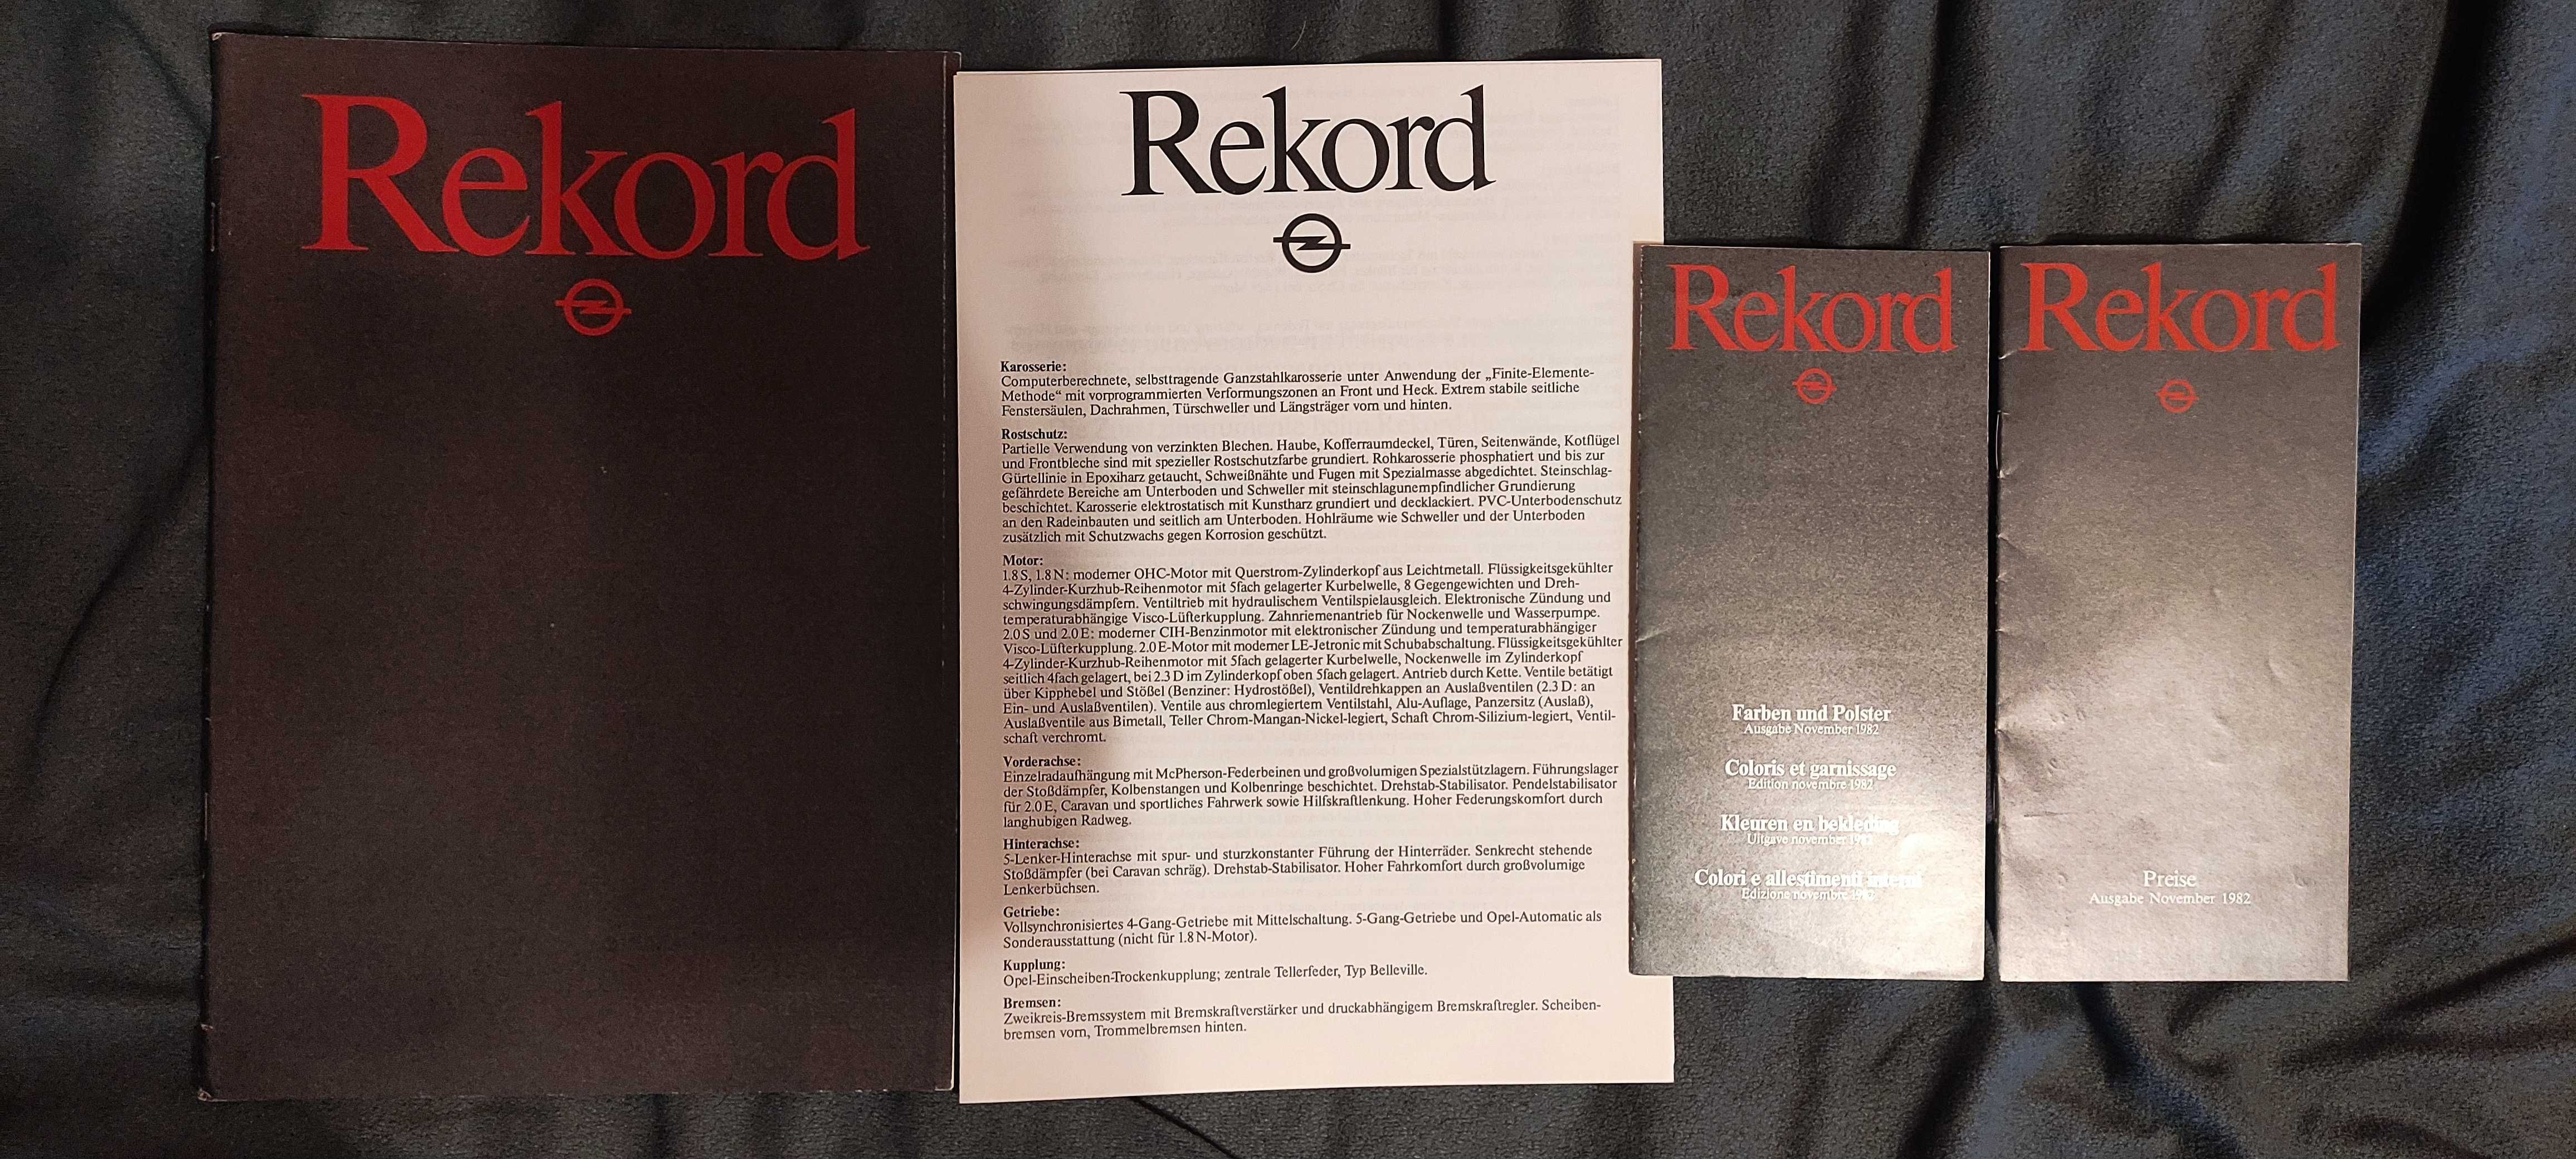 Rekord
Rekord
Karosserie:
Computerberechnete, selbsttragende Ganzstahlkarosserie unter Anwendung der „Finite-Elemente-
Methode“ mit vorprogrammierten Verformungszonen an Front und Heck. Extrem stabile seitliche
Fenstersäulen, Dachrahmen, Türschweller und Längsträger vorn und hinten.
Rostschutz:
Partielle Verwendung von verzinkten Blechen. Haube, Kofferraumdeckel, Türen, Seitenwände, Kotflügel
und Frontbleche sind mit spezieller Rostschutzfarbe grundiert. Rohkarosserie phosphatiert und bis zur
Gürtellinie in Epoxiharz getaucht, Schweißnähte und Fugen mit Spezialmasse abgedichtet. Steinschlag-
gefährdete Bereiche am Unterboden und Schweller mit steinschlagunempfindlicher Grundierung
beschichtet. Karosserie elektrostatisch mit Kunstharz grundiert und decklackiert. PVC-Unterbodenschutz
an den Radeinbauten und seitlich am Unterboden. Hohlräume wie Schweller und der Unterboden
zusätzlich mit Schutzwachs gegen Korrosion geschützt.
Motor:
1.8 S, 1.8 N: moderner OHC-Motor mit Querstrom-Zylinderkopf aus Leichtmetall. Flüssigkeitsgekühlter
4-Zylinder-Kurzhub-Reihenmotor mit 5fach gelagerter Kurbelwelle, 8 Gegengewichten und Dreh-
schwingungsdämpfern. Ventiltrieb mit hydraulischem Ventilspielausgleich. Elektronische Zündung und
temperaturabhängige Visco-Lüfterkupplung. Zahnriemenantrieb für Nockenwelle und Wasserpumpe.
2.0 S und 2.0 E: moderner CIH-Benzinmotor mit elektronischer Zündung und temperaturabhängiger
Visco-Lüfterkupplung. 2.0 E-Motor mit moderner LE-Jetronic mit Schubabschaltung. Flüssigkeitsgekühlter
4-Zylinder-Kurzhub-Reihenmotor mit 5fach gelagerter Kurbelwelle, Nockenwelle im Zylinderkopf
seitlich 4fach gelagert, bei 2.3 D im Zylinderkopf oben 5fach gelagert. Antrieb durch Kette. Ventile betätigt
über Kipphebel und Stößel (Benziner: Hydrostößel), Ventildrehkappen an Auslaßventilen (2.3 D: an
Ein- und Auslaßventilen). Ventile aus chromlegiertem Ventilstahl, Alu-Auflage, Panzersitz (Auslaß),
Auslaßventile aus Bimetall, Teller Chrom-Mangan-Nickel-legiert, Schaft Chrom-Silizium-legiert, Ventil-
schaft verchromt.
Vorderachse:
Einzelradaufhängung mit McPherson-Federbeinen und großvolumigen Spezialstützlagern. Führungslager
der Stoßdämpfer, Kolbenstangen und Kolbenringe beschichtet. Drehstab-Stabilisator. Pendelstabilisator
für 2.0 E, Caravan und sportliches Fahrwerk sowie Hilfskraftlenkung. Hoher Federungskomfort durch
langhubigen Radweg.
Hinterachse:
5-Lenker-Hinterachse mit spur- und sturzkonstanter Führung der Hinterräder. Senkrecht stehende
Stoßdämpfer (bei Caravan schräg). Drehstab-Stabilisator. Hoher Fahrkomfort durch großvolumige
Lenkerbüchsen.
Getriebe:
Vollsynchronisiertes 4-Gang-Getriebe mit Mittelschaltung. 5-Gang-Getriebe und Opel-Automatic als
Sonderausstattung (nicht für 1.8 N-Motor).
Kupplung:
Opel-Einscheiben-Trockenkupplung; zentrale Tellerfeder, Typ Belleville.
Bremsen:
Zweikreis-Bremssystem mit Bremskraftverstärker und druckabhängigem Bremskraftregler. Scheiben-
bremsen vorn, Trommelbremsen hinten.
Rekord
Farben und Polster
Ausgabe November 1982
Coloris et garnissage
Edition novembre 1982
Kleuren en bekleding
Uitgave november 1982
Colori e allestimenti interni
Edizione novembre 1982
Rekord
Preise
Ausgabe November 1982